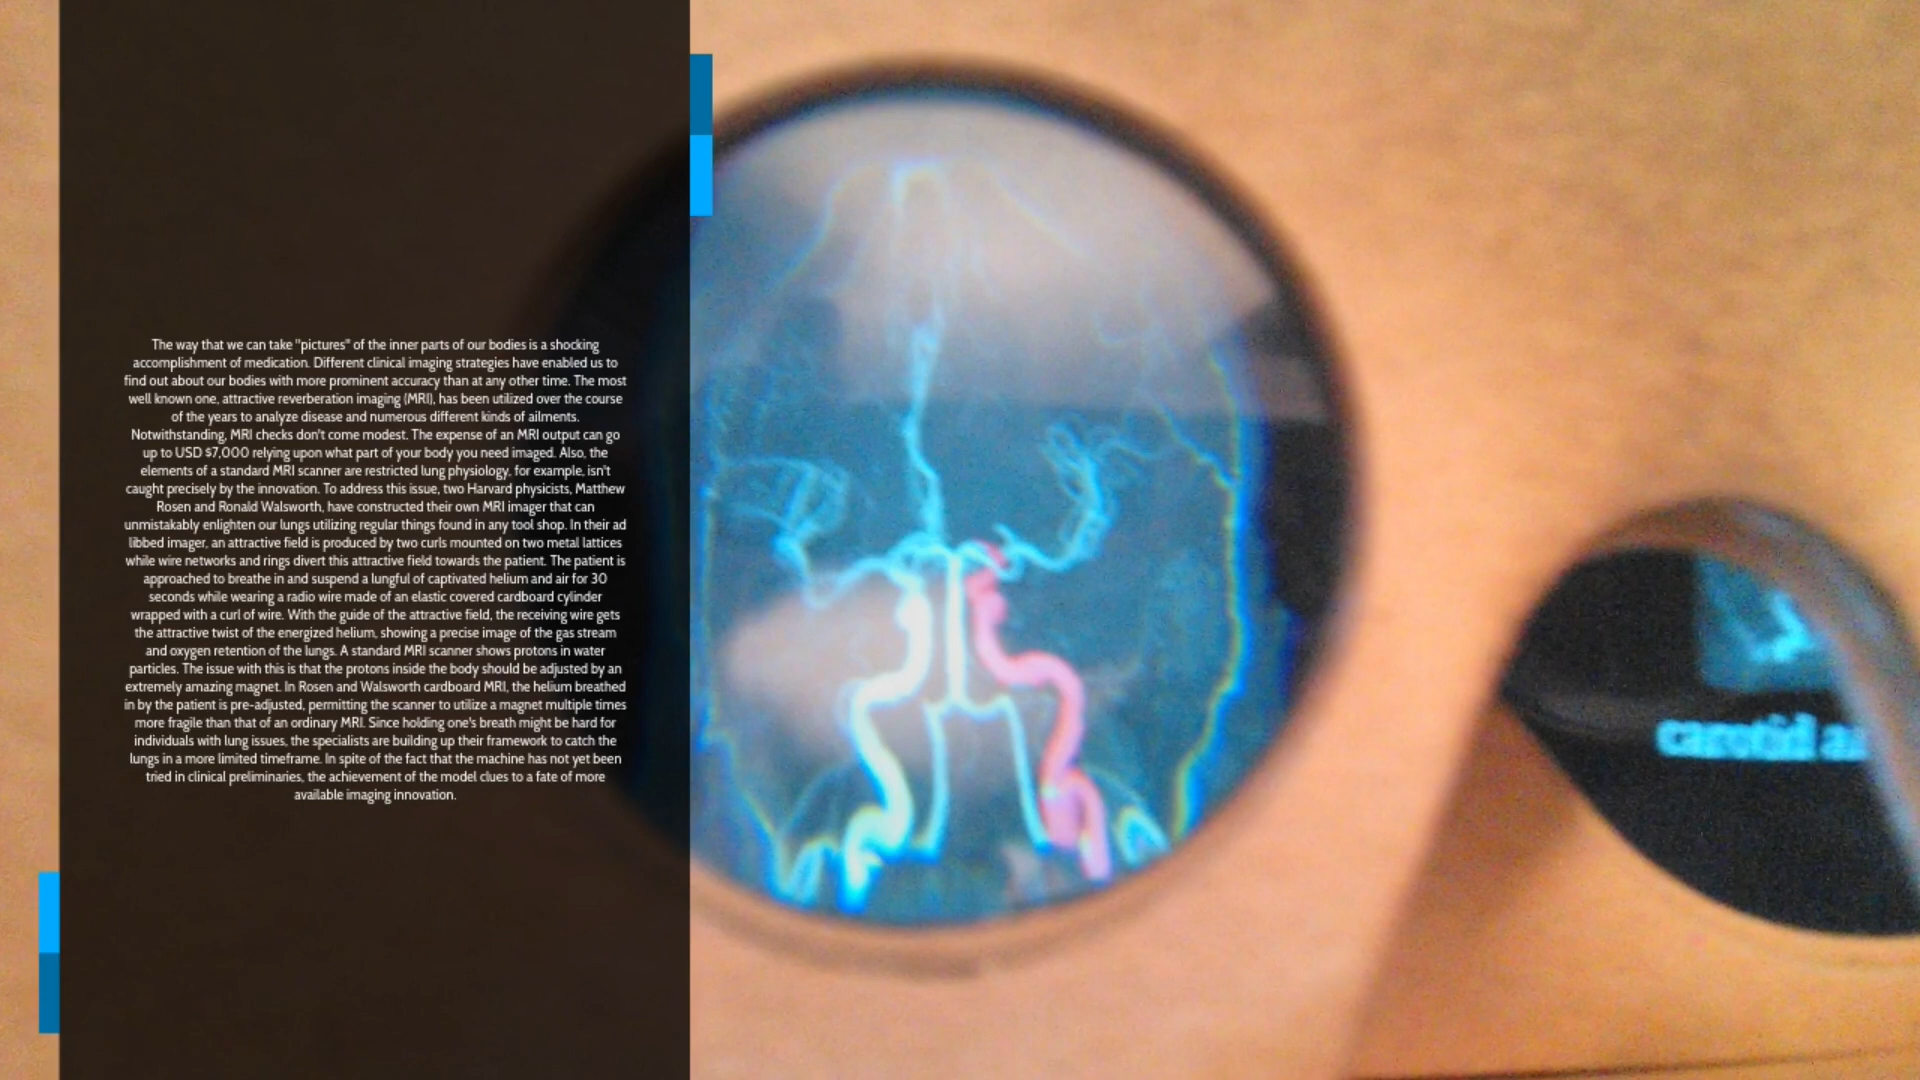 The way that we can take "pictures" of the inner parts of our bodies is a shocking
accomplishment of medication. Different clinical imaging strategies have enabled us to
find out about our bodies with more prominent accuracy than at any other time. The most
well known one, attractive reverberation imaging (MRI), has been utilized over the course
of the years to analyze disease and numerous different kinds of ailments.
Notwithstanding, MRI checks don't come modest. The expense of an MRI output can go
up to USD $7,000 relying upon what part of your body you need imaged. Also, the
elements of a standard MRI scanner are restricted lung physiology, for example, isn't
caught precisely by the innovation. To address this issue, two Harvard physicists, Matthew
Rosen and Ronald Walsworth, have constructed their own MRI imager that can
unmistakably enlighten our lungs utilizing regular things found in any tool shop. In their ad
libbed imager, an attractive field is produced by two curls mounted on two metal lattices
while wire networks and rings divert this attractive field towards the patient. The patient is
approached to breathe in and suspend a lungful of captivated helium and air for 30
seconds while wearing a radio wire made of an elastic covered cardboard cylinder
wrapped with a curl of wire. With the guide of the attractive field, the receiving wire gets
the attractive twist of the energized helium, showing a precise image of the gas stream
and oxygen retention of the lungs. A standard MRI scanner shows protons in water
particles. The issue with this is that the protons inside the body should be adjusted by an
extremely amazing magnet. In Rosen and Walsworth cardboard MRI, the helium breathed
in by the patient is pre-adjusted, permitting the scanner to utilize a magnet multiple times
more fragile than that of an ordinary MRI. Since holding one's breath might be hard for
individuals with lung issues, the specialists are building up their framework to catch the
lungs in a more limited timeframe. In spite of the fact that the machine has not yet been
tried in clinical preliminaries, the achievement of the model clues to a fate of more
available imaging innovation.
carotid